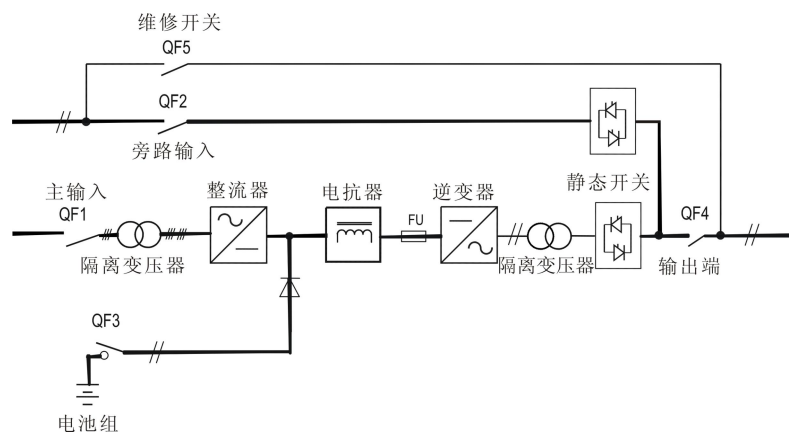 维修开关
QF5
QF2
旁路输入
主输入
QF1
隔离变压器
整流器
电抗器
FU
逆变器
隔离变压器
静态开关
QF4
输出端
QF3
电池组